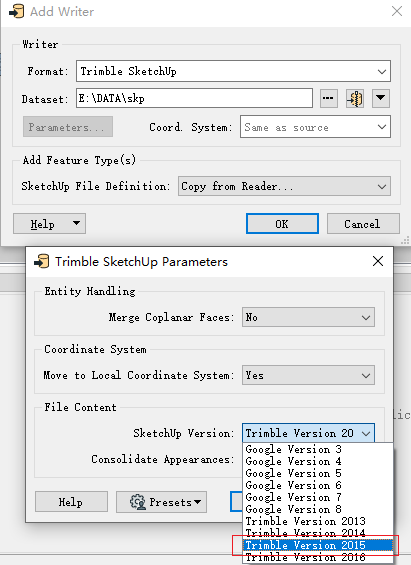 Add Writer
Writer
Format: Trimble SketchUp
Dataset: E:\DATA\skp
Parameters... Coord. System: Same as source
Add Feature Type(s)
SketchUp File Definition: Copy from Reader...
Help OK Cancel
Trimble SketchUp Parameters
Entity Handling
Merge Coplanar Faces: No
Coordinate System
Move to Local Coordinate System: Yes
File Content
SketchUp Version: Trimble Version 20
Consolidate Appearances:
Google Version 3
Google Version 4
Google Version 5
Google Version 6
Google Version 7
Google Version 8
Trimble Version 2013
Trimble Version 2014
Trimble Version 2015
Trimble Version 2016
Help Presets